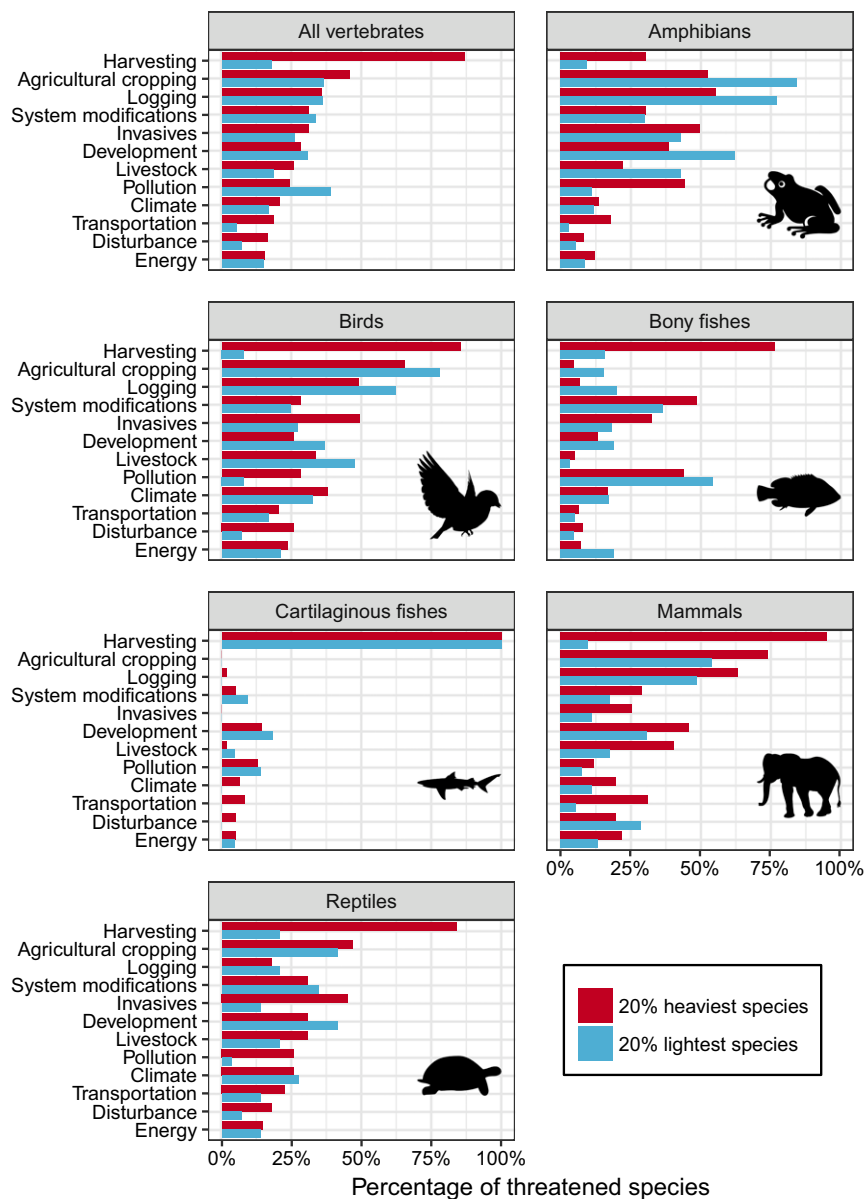 All vertebrates
Harvesting
Agricultural cropping
Logging
System modifications
Invasives
Development
Livestock
Pollution
Climate
Transportation
Disturbance
Energy
Amphibians
Birds
Harvesting
Agricultural cropping
Logging
System modifications
Invasives
Development
Livestock
Pollution
Climate
Transportation
Disturbance
Energy
Bony fishes
Cartilaginous fishes
Harvesting
Agricultural cropping
Logging
System modifications
Invasives
Development
Livestock
Pollution
Climate
Transportation
Disturbance
Energy
Mammals
0% 25% 50% 75% 100%
Reptiles
Harvesting
Agricultural cropping
Logging
System modifications
Invasives
Development
Livestock
Pollution
Climate
Transportation
Disturbance
Energy
0% 25% 50% 75% 100%
20% heaviest species
20% lightest species
Percentage of threatened species